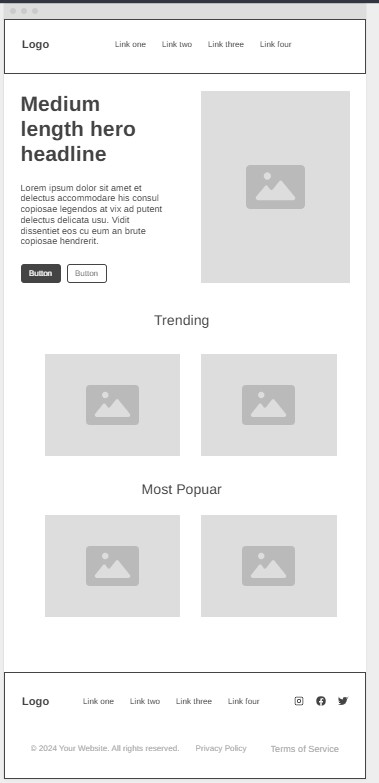 Logo Link one Link two Link three Link four
Medium
length hero
headline
Lorem ipsum dolor sit amet et
delectus accommodare his consul
copiosae legendos at vix ad putent
delectus delicata usu. Vidit
dissentiet eos cu eum an brute
copiosae hendrerit.
Button Button
Trending
Most Popuar
Logo Link one Link two Link three Link four
© 2024 Your Website. All rights reserved. Privacy Policy Terms of Service